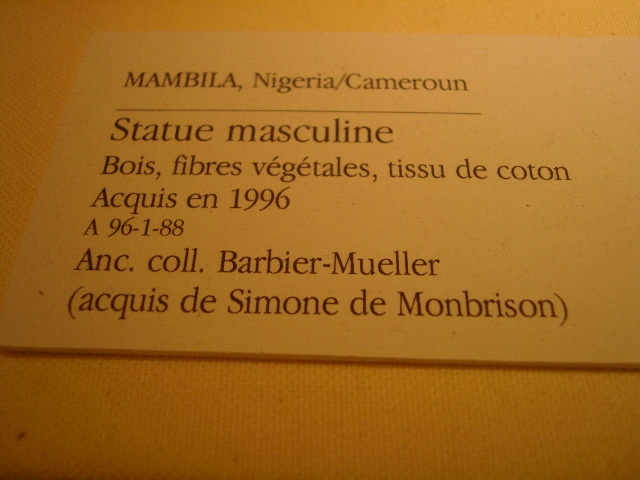 MAMBILA, Nigeria/Cameroun
Statue masculine
Bois, fibres végétales, tissu de coton
Acquis en 1996
A 96-1-88
Anc. coll. Barbier-Mueller
(acquis de Simone de Monbrison)